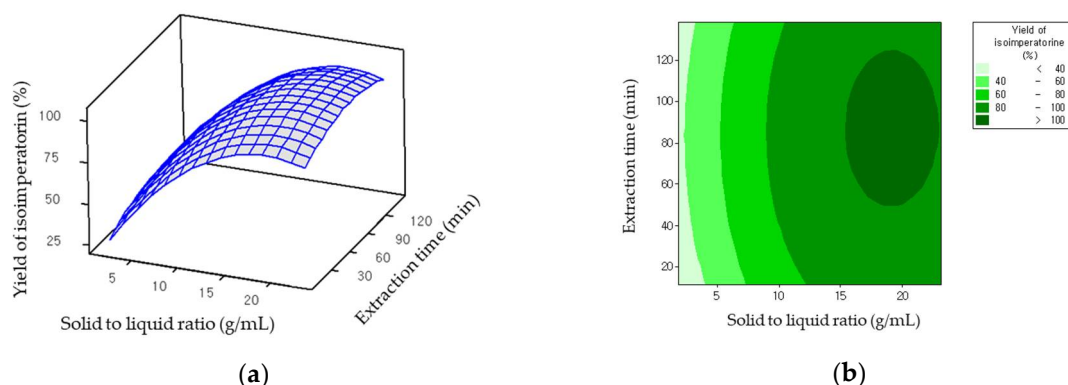 Yield of isoimperatorin (%)
100
75
50
25
5
10
15
20
Solid to liquid ratio (g/mL)
30
60
90
120
Extraction time (min)
(a)
Extraction time (min)
120
100
80
60
40
20
5
10
15
20
Solid to liquid ratio (g/mL)
Yield of
isoimperatorine
(%)
< 40
40 – 60
60 – 80
80 – 100
> 100
(b)